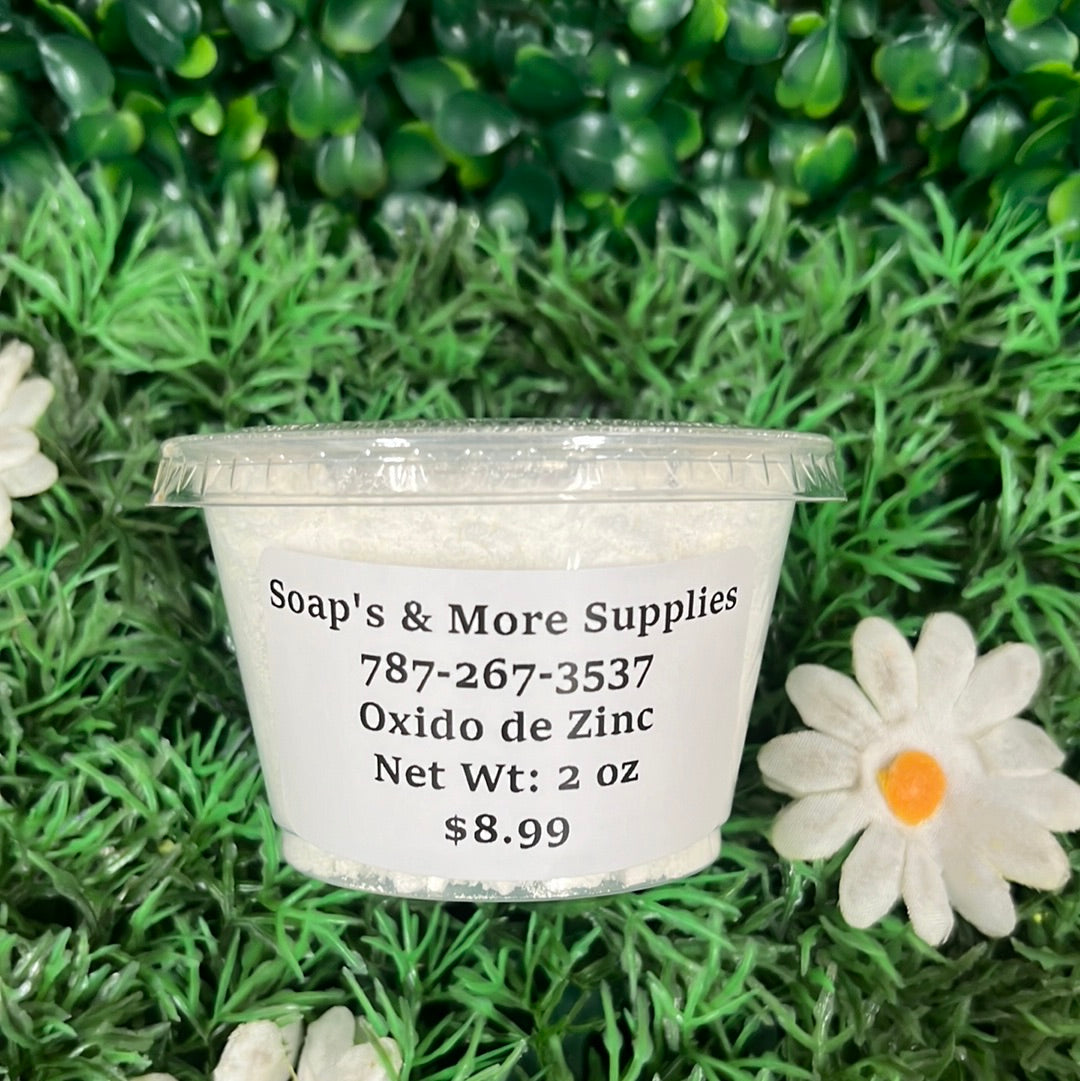 Soap's & More Supplies
787-267-3537
Oxido de Zinc
Net Wt: 2 oz
$8.99